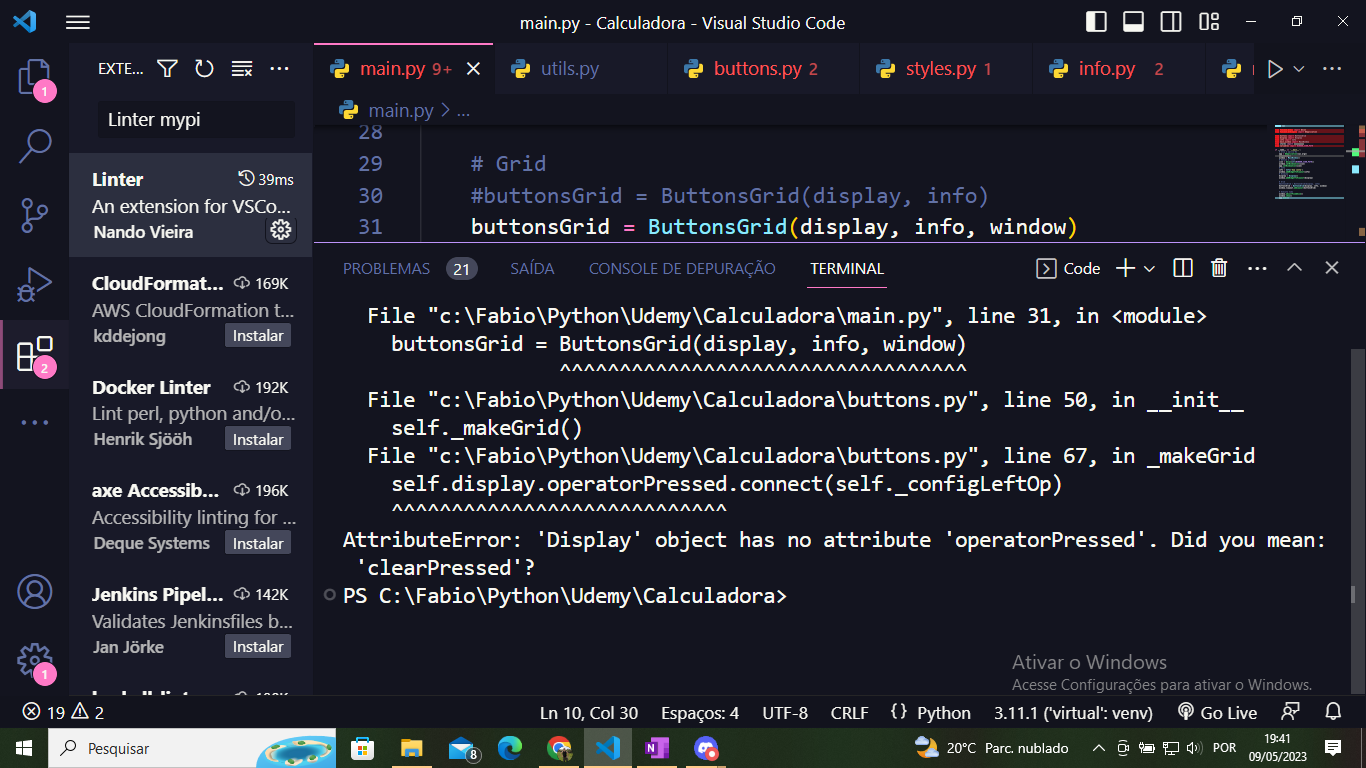 main.py - Calculadora - Visual Studio Code
EXTE...
1
Linter mypi
Linter
39ms
An extension for VSCo...
Nando Vieira
CloudFormat...
169K
AWS CloudFormation t...
kddejong
Instalar
Docker Linter
192K
Lint perl, python and/o...
Henrik Sjööh
Instalar
axe Accessib...
196K
Accessibility linting for ...
Deque Systems
Instalar
Jenkins Pipel...
142K
Validates Jenkinsfiles b...
Jan Jörke
Instalar
2
1
main.py 9+
utils.py
buttons.py 2
styles.py 1
info.py 2
main.py > ...
28
29 # Grid
30 #buttonsGrid = ButtonsGrid(display, info)
31 buttonsGrid = ButtonsGrid(display, info, window)
PROBLEMAS 21 SAÍDA CONSOLE DE DEPURAÇÃO TERMINAL
Code
File "c:\Fabio\Python\Udemy\Calculadora\main.py", line 31, in <module>
buttonsGrid = ButtonsGrid(display, info, window)
^^^^^^^^^^^^^^^^^^^^^^^^^^^^^^^^^^
File "c:\Fabio\Python\Udemy\Calculadora\buttons.py", line 50, in __init__
self._makeGrid()
File "c:\Fabio\Python\Udemy\Calculadora\buttons.py", line 67, in _makeGrid
self.display.operatorPressed.connect(self._configLeftOp)
^^^^^^^^^^^^^^^^^^^^^^^^^^^^
AttributeError: 'Display' object has no attribute 'operatorPressed'. Did you mean:
'clearPressed'?
PS C:\Fabio\Python\Udemy\Calculadora>
Ativar o Windows
Acesse Configurações para ativar o Windows.
19 2
Ln 10, Col 30 Espaços: 4 UTF-8 CRLF {} Python 3.11.1 ('virtual': venv) Go Live
Pesquisar
8
20°C Parc. nublado
POR
19:41
09/05/2023